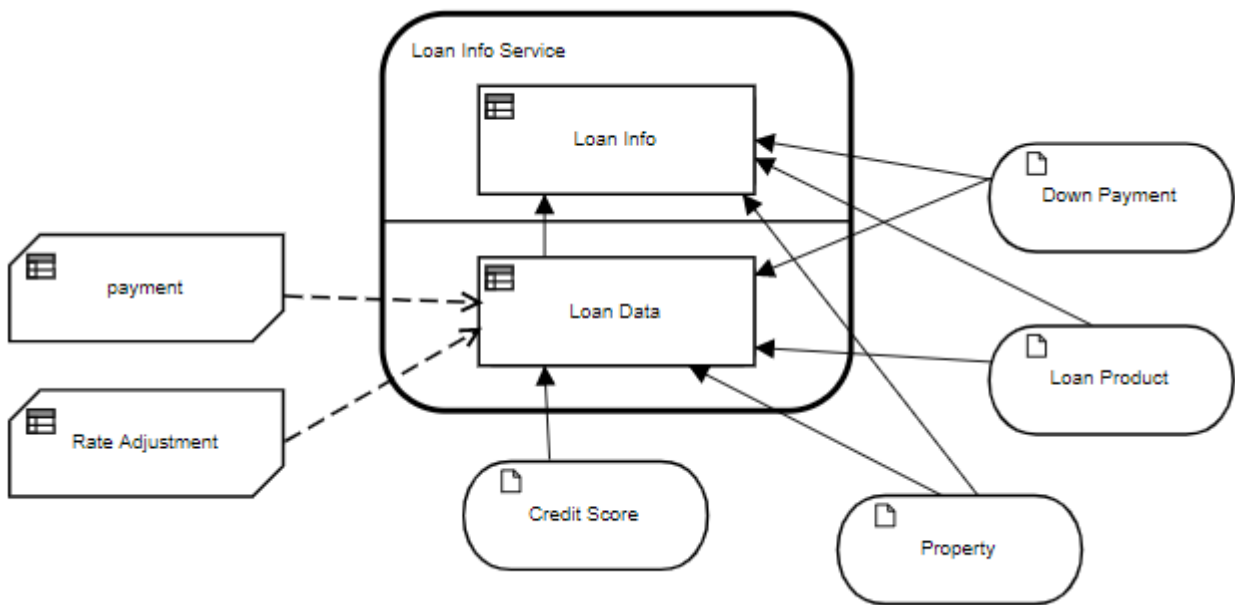 Loan Info Service
Loan Info
Down Payment
payment
Loan Data
Loan Product
Rate Adjustment
Credit Score
Property